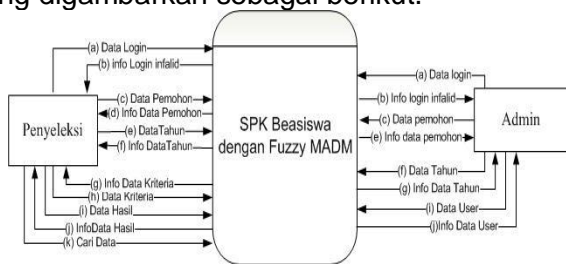 ng digambarkan sebagai berikut.
(a) Data Login
(b) info Login infalid
(c) Data Pemohon
(d) Info Data Pemohon
(e) DataTahun
(f) Info DataTahun
(g) Info Data Kriteria
(h) Data Kriteria
(i) Data Hasil
(j) InfoData Hasil
(k) Cari Data
Penyeleksi
SPK Beasiswa
dengan Fuzzy MADM
(a) Data login
(b) Info login infalid
(c) Data pemohon
(e) Info data pemohon
(f) Data Tahun
(g) Info Data Tahun
(i) Data User
(j)Info Data User
Admin